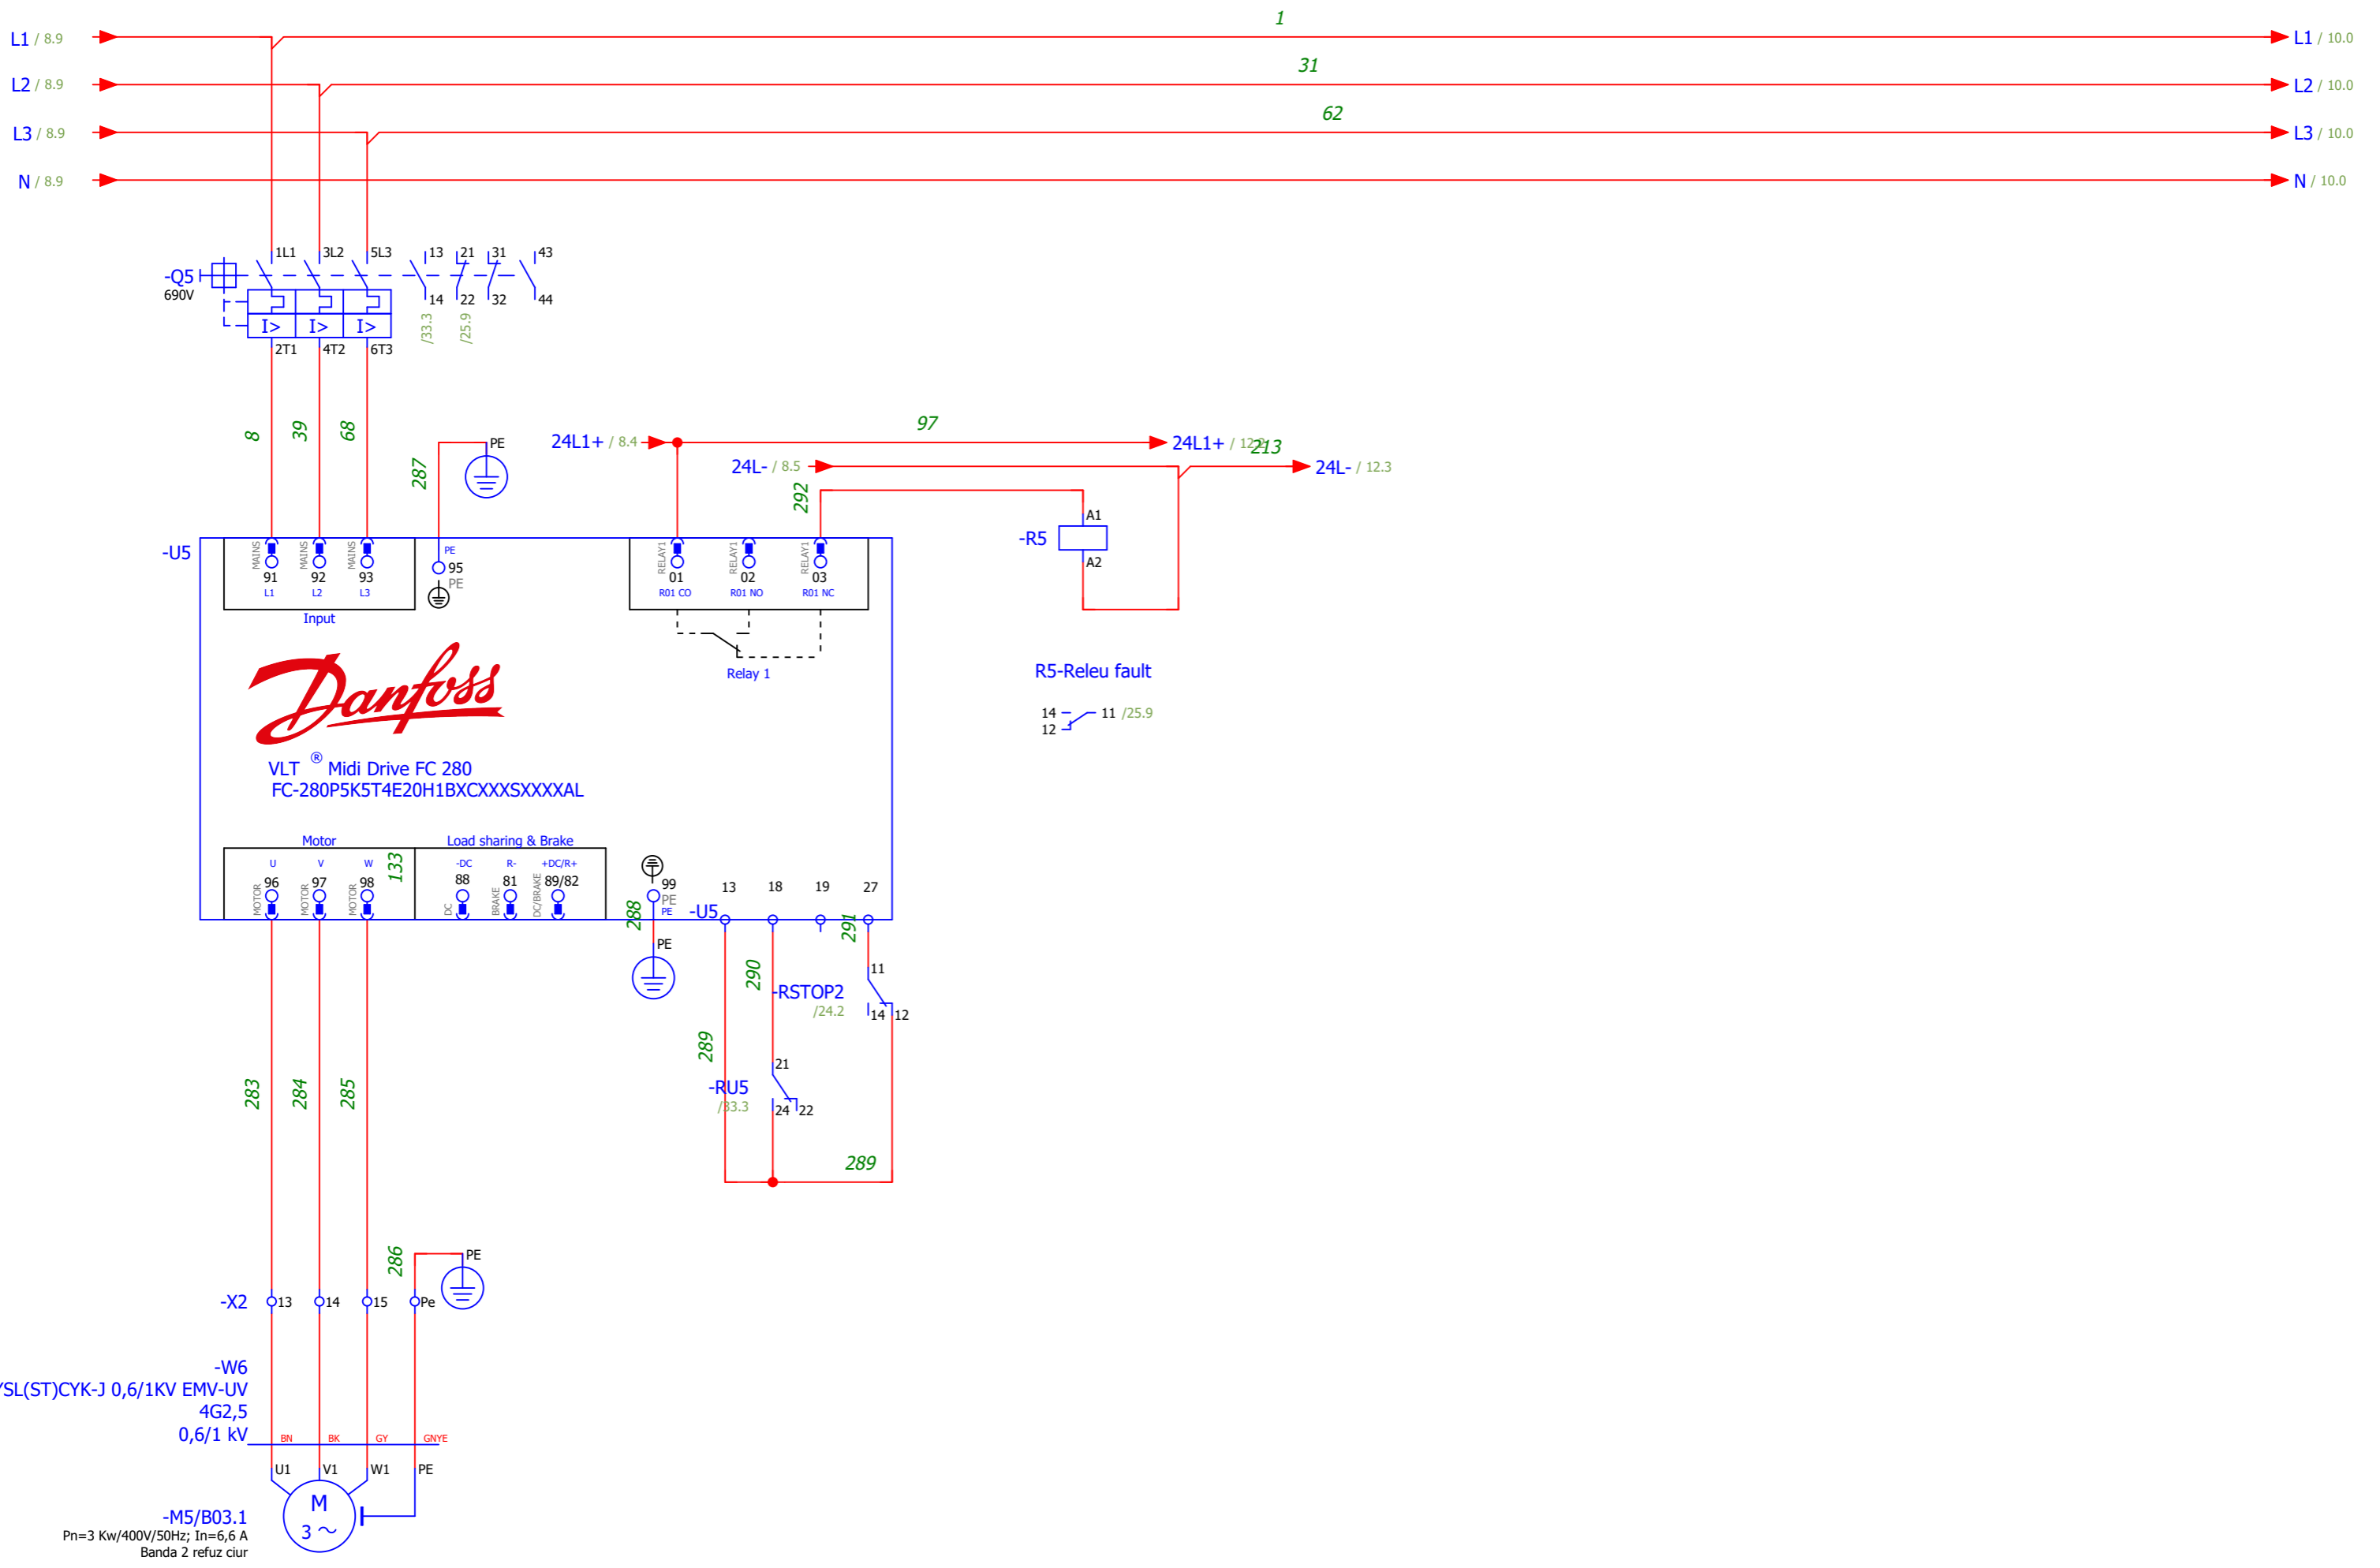 1
L1 / 8.9
L1 / 10.0
31
L2 / 8.9
L2 / 10.0
62
L3 / 8.9
L3 / 10.0
N / 8.9
N / 10.0
1L1 3L2 5L3 13 21 31 43
-Q5
690V
14 22 32 44
I> I> I>
/33.3 /25.9
2T1 4T2 6T3
8 39 68
287
PE
24L1+ / 8.4
97
24L1+ /
213
24L- / 8.5
24L- / 12.3
292
-R5
A1
A2
-U5
MAINS MAINS MAINS
91 92 93
L1 L2 L3
Input
PE
95
PE
RELAY1 RELAY1 RELAY1
01 02 03
R01 CO R01 NO R01 NC
Relay 1
R5-Releu fault
14 11 /25.9
12
Danfoss
VLT ® Midi Drive FC 280
FC-280P5K5T4E20H1BXCXXXSXXXXAL
Motor
Load sharing & Brake
U V W
133
-DC R- +DC/R+
96 97 98
88 81 89/82
MOTOR MOTOR MOTOR
DC BRAKE DC/BRAKE
99
PE
PE
288
PE
-U5
13 18 19 27
291
290
11
-RSTOP2
/24.2
14 12
289
21
-RU5
/33.3
24 22
289
283 284 285
286
PE
-X2
13 14 15 Pe
-W6
YSL(ST)CYK-J 0,6/1KV EMV-UV
4G2,5
0,6/1 kV
BN BK GY GNYE
U1 V1 W1 PE
M
3 ~
-M5/B03.1
Pn=3 Kw/400V/50Hz; In=6,6 A
Banda 2 refuz ciur